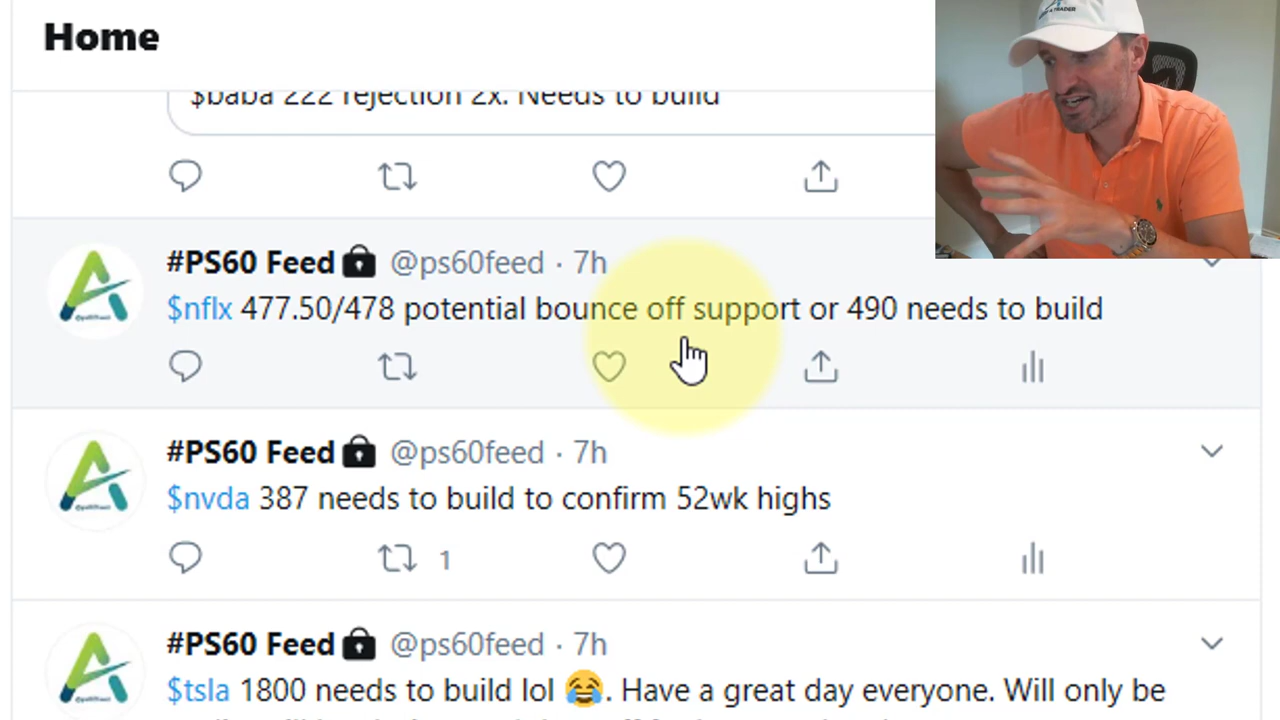 Home
$baba 222 rejection 2x. Needs to build
#PS60 Feed @ps60feed · 7h
$nflx 477.50/478 potential bounce off support or 490 needs to build
#PS60 Feed @ps60feed · 7h
$nvda 387 needs to build to confirm 52wk highs
1
#PS60 Feed @ps60feed · 7h
$tsla 1800 needs to build lol 😂. Have a great day everyone. Will only be